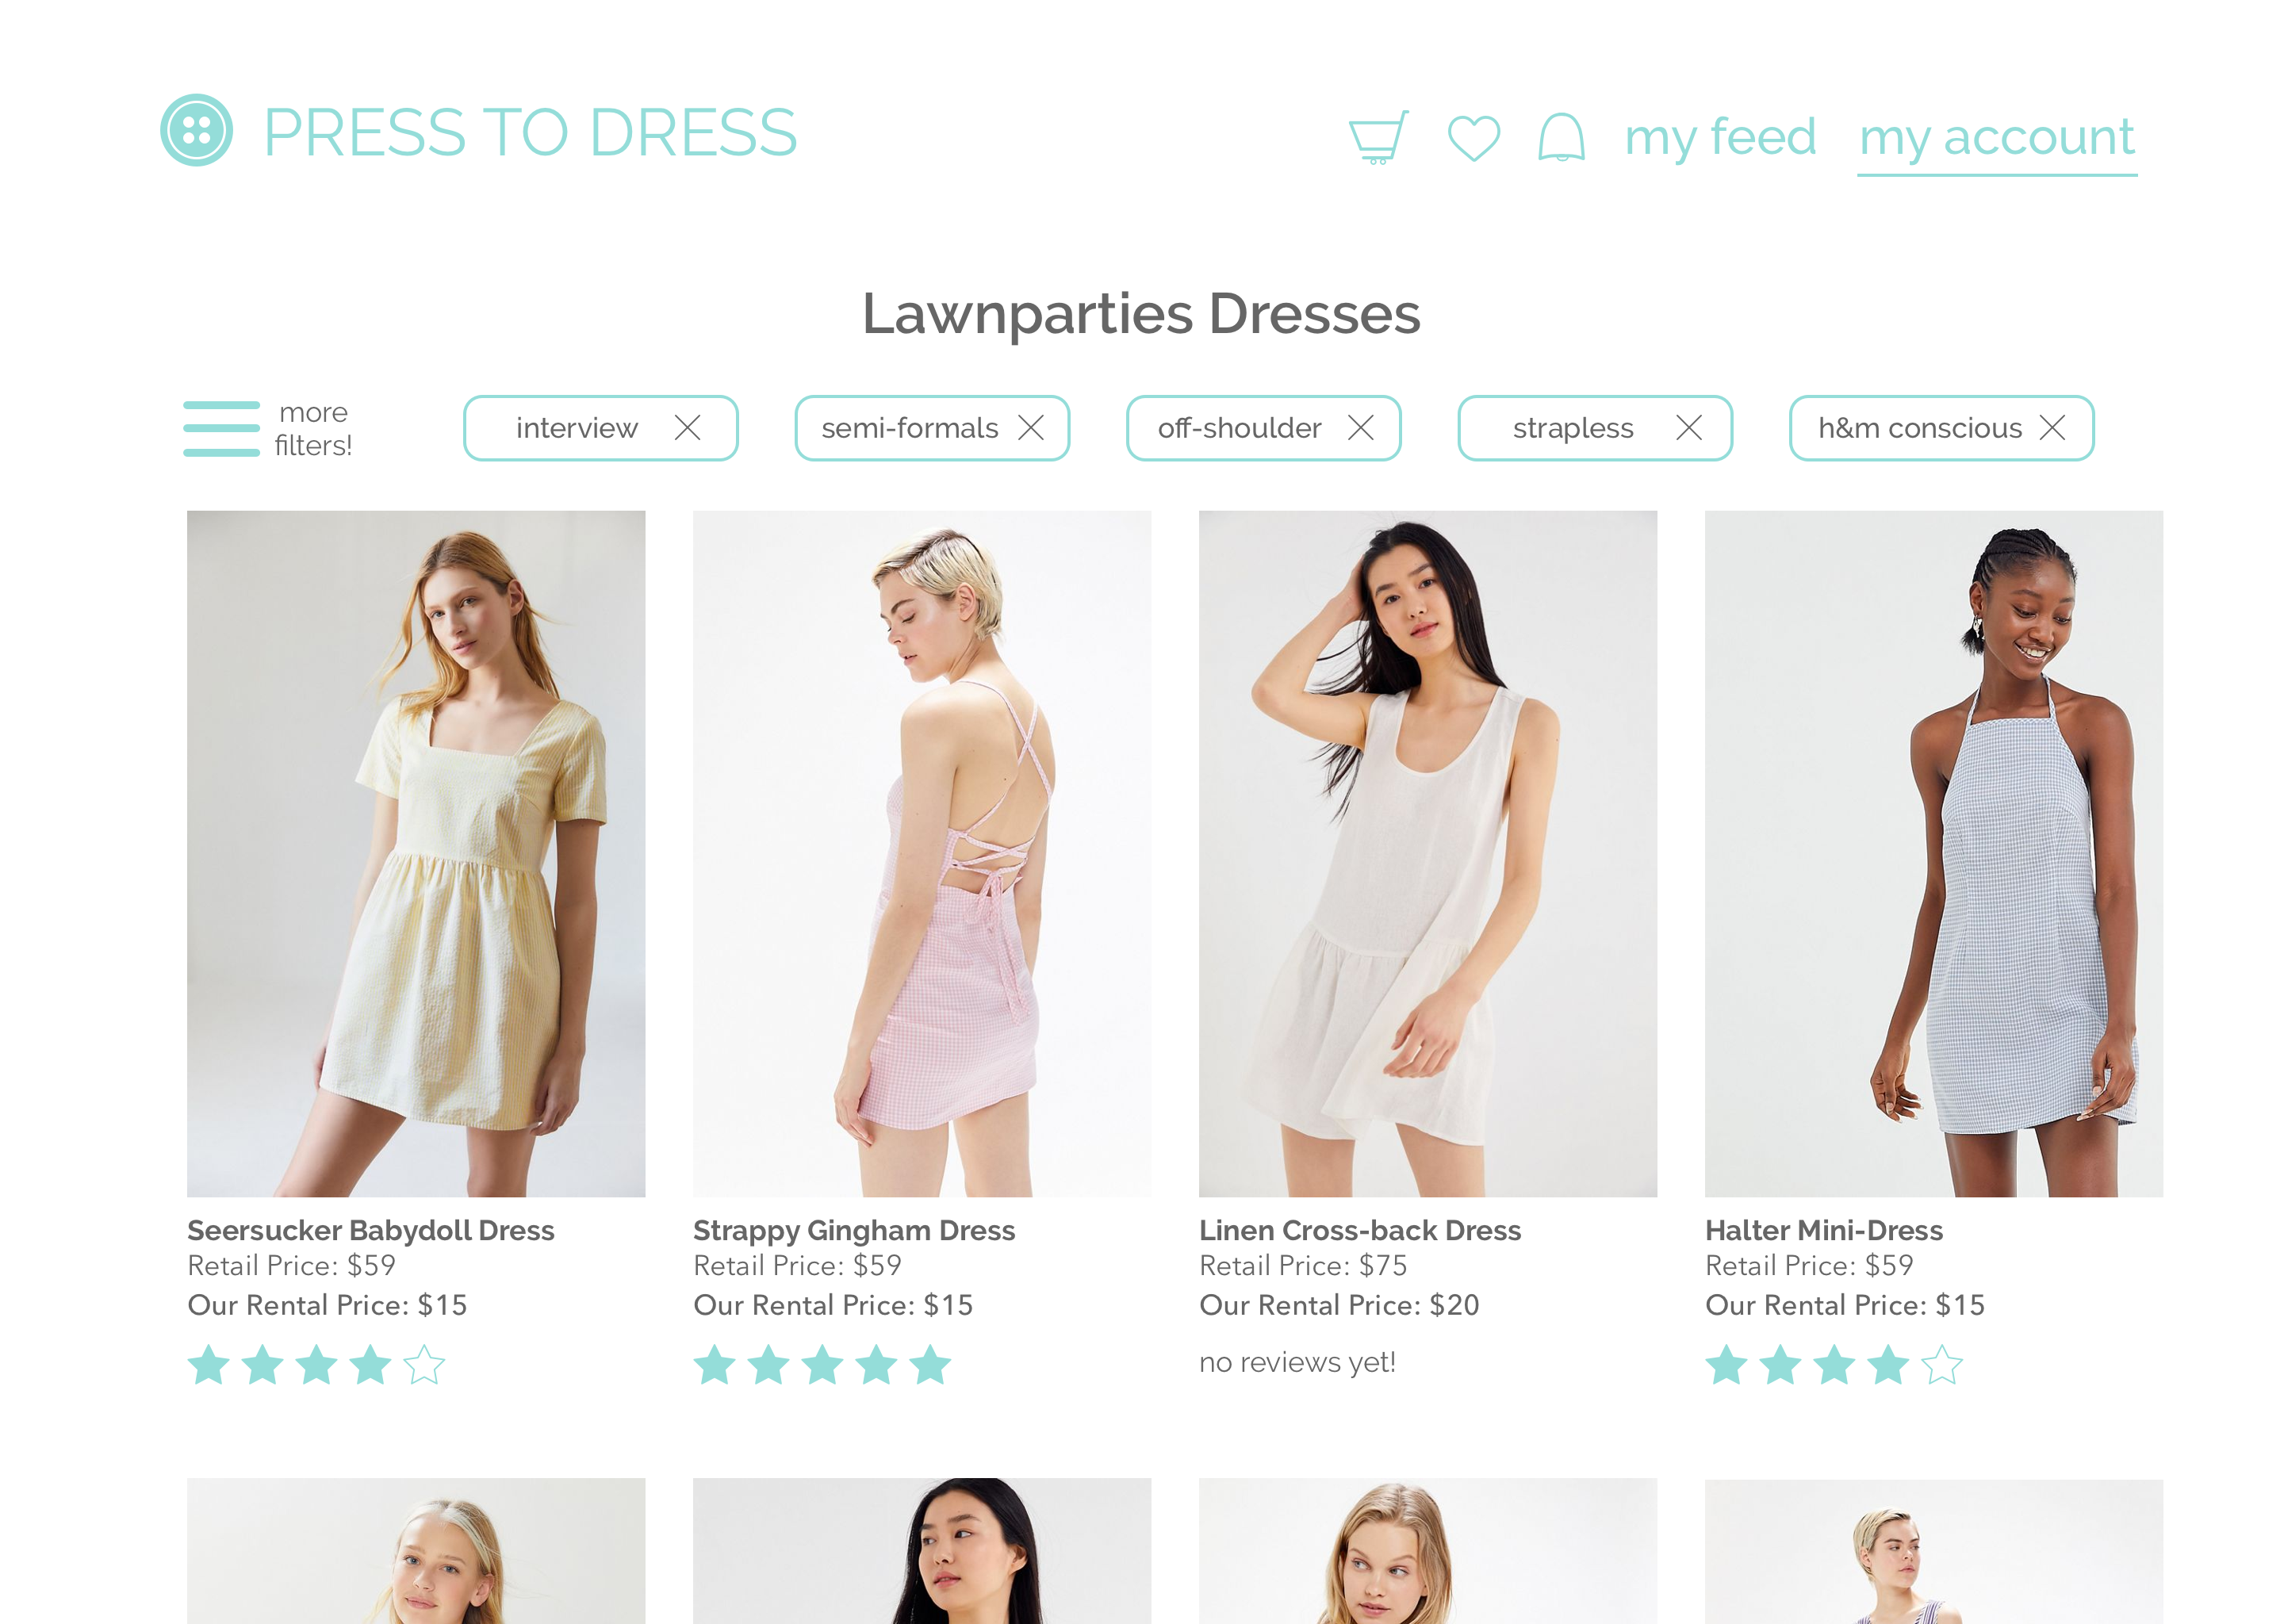 PRESS TO DRESS
my feed
my account
Lawnparties Dresses
more
filters!
interview
semi-formals
off-shoulder
strapless
h&m conscious
Seersucker Babydoll Dress
Retail Price: $59
Our Rental Price: $15
Strappy Gingham Dress
Retail Price: $59
Our Rental Price: $15
Linen Cross-back Dress
Retail Price: $75
Our Rental Price: $20
no reviews yet!
Halter Mini-Dress
Retail Price: $59
Our Rental Price: $15